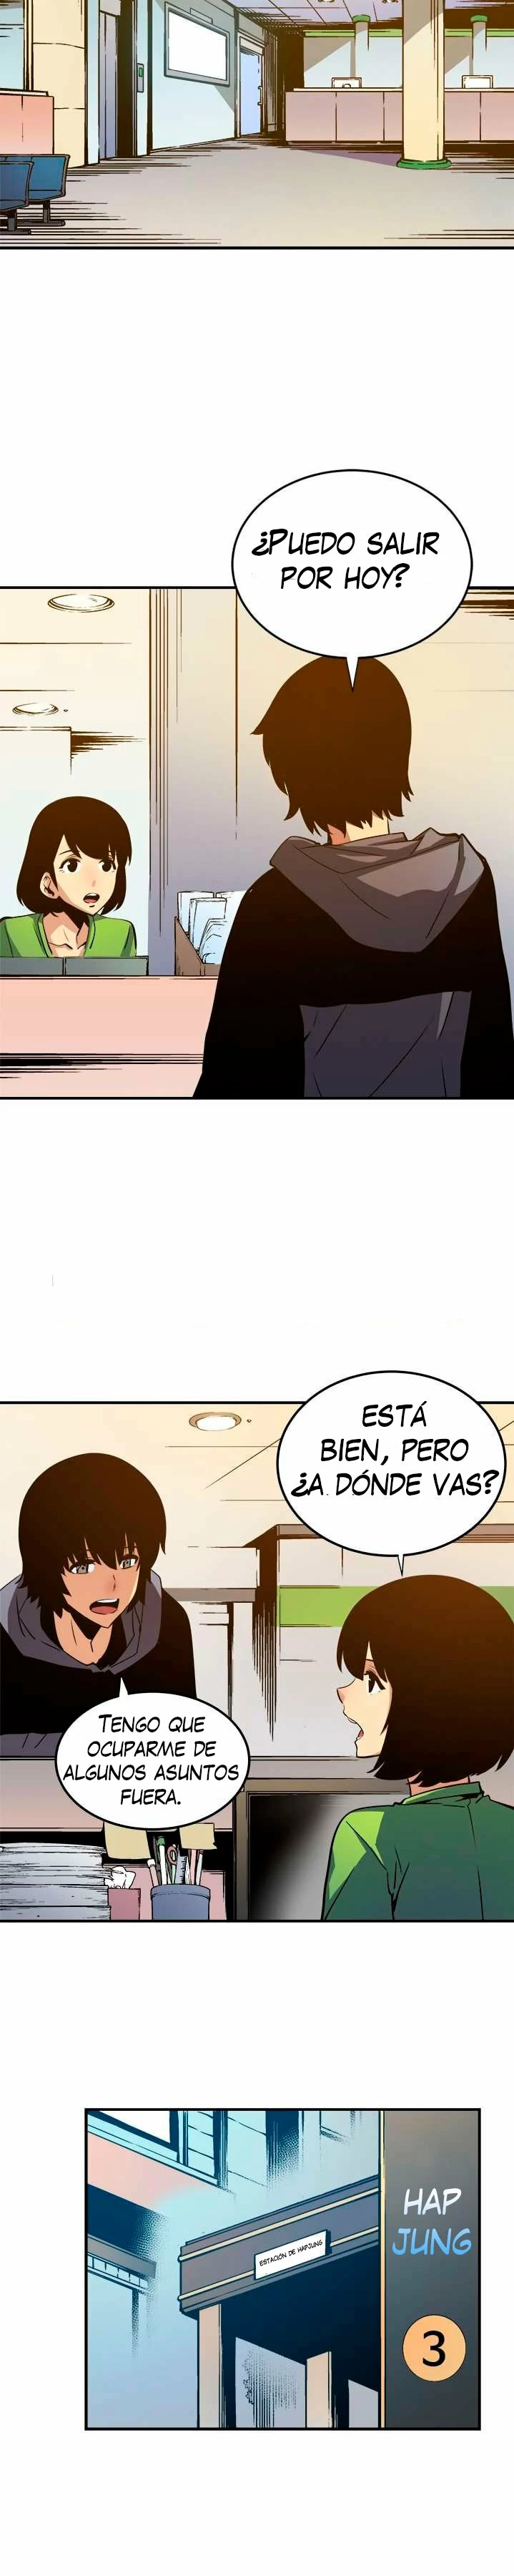 ¿PUEDO SALIR
POR HOY?
ESTÁ
BIEN, PERO
¿A DÓNDE VAS?
TENGO QUE
OCUPARME DE
ALGUNOS ASUNTOS
FUERA.
ESTACIÓN DE HAPJUNG
HAP
JUNG
3